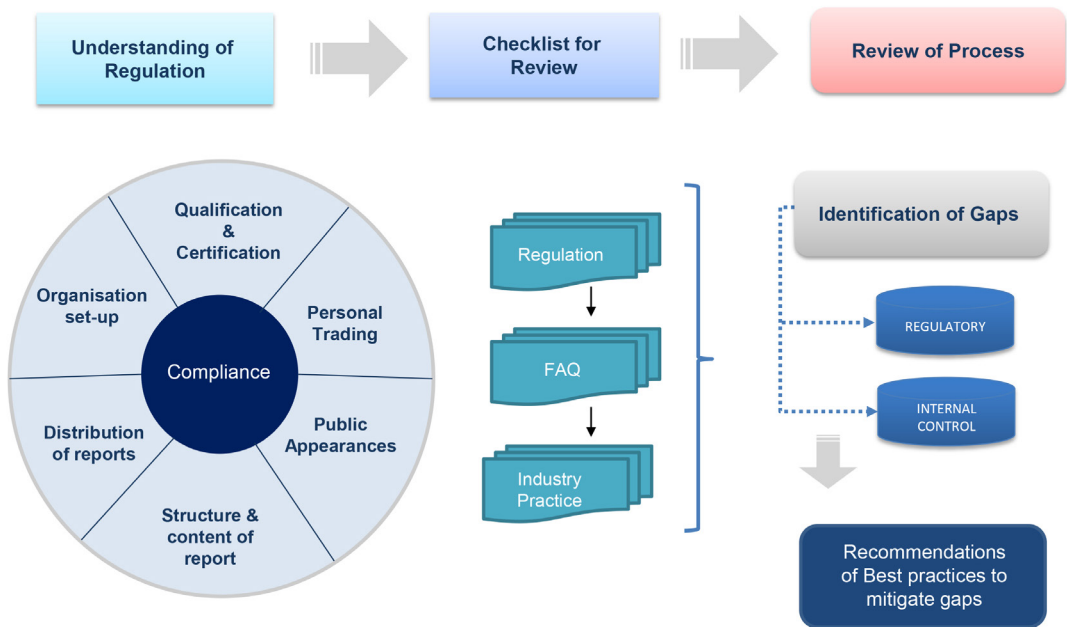 Understanding of
Regulation
Checklist for
Review
Review of Process
Qualification
&
Certification
Organisation
set-up
Personal
Trading
Compliance
Distribution
of reports
Public
Appearances
Structure &
content of
report
Regulation
FAQ
Industry
Practice
Identification of Gaps
REGULATORY
INTERNAL
CONTROL
Recommendations
of Best practices to
mitigate gaps